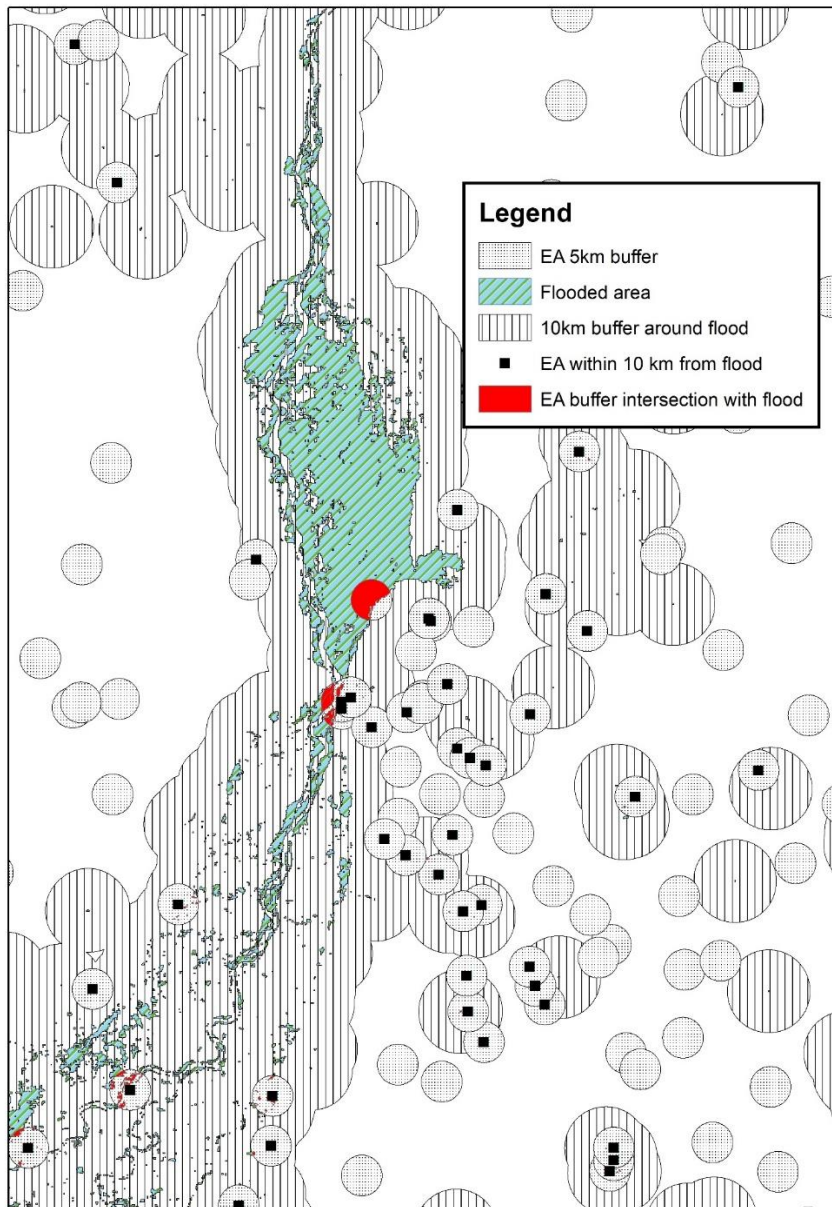 Legend
EA 5km buffer
Flooded area
10km buffer around flood
EA within 10 km from flood
EA buffer intersection with flood